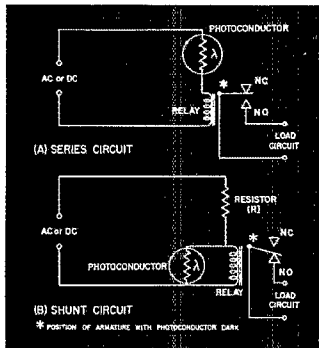 PHOTOCONDUCTOR
λ
AC or DC
*
NC
NO
RELAY
LOAD
CIRCUIT
(A) SERIES CIRCUIT
RESISTOR
(R)
AC or DC
*
NC
PHOTOCONDUCTOR
λ
NO
RELAY
LOAD
CIRCUIT
(B) SHUNT CIRCUIT
* POSITION OF ARMATURE WITH PHOTOCONDUCTOR DARK